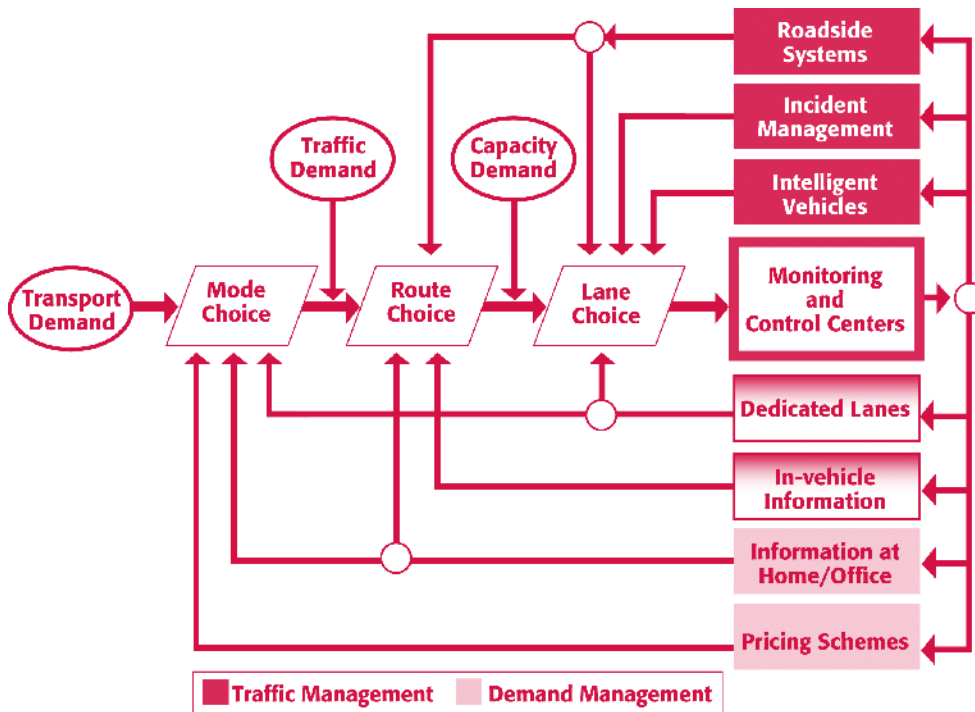 Roadside
Systems
Incident
Management
Traffic
Demand
Capacity
Demand
Intelligent
Vehicles
Transport
Demand
Mode
Choice
Route
Choice
Lane
Choice
Monitoring
and
Control Centers
Dedicated Lanes
In-vehicle
Information
Information at
Home/Office
Pricing Schemes
Traffic Management
Demand Management